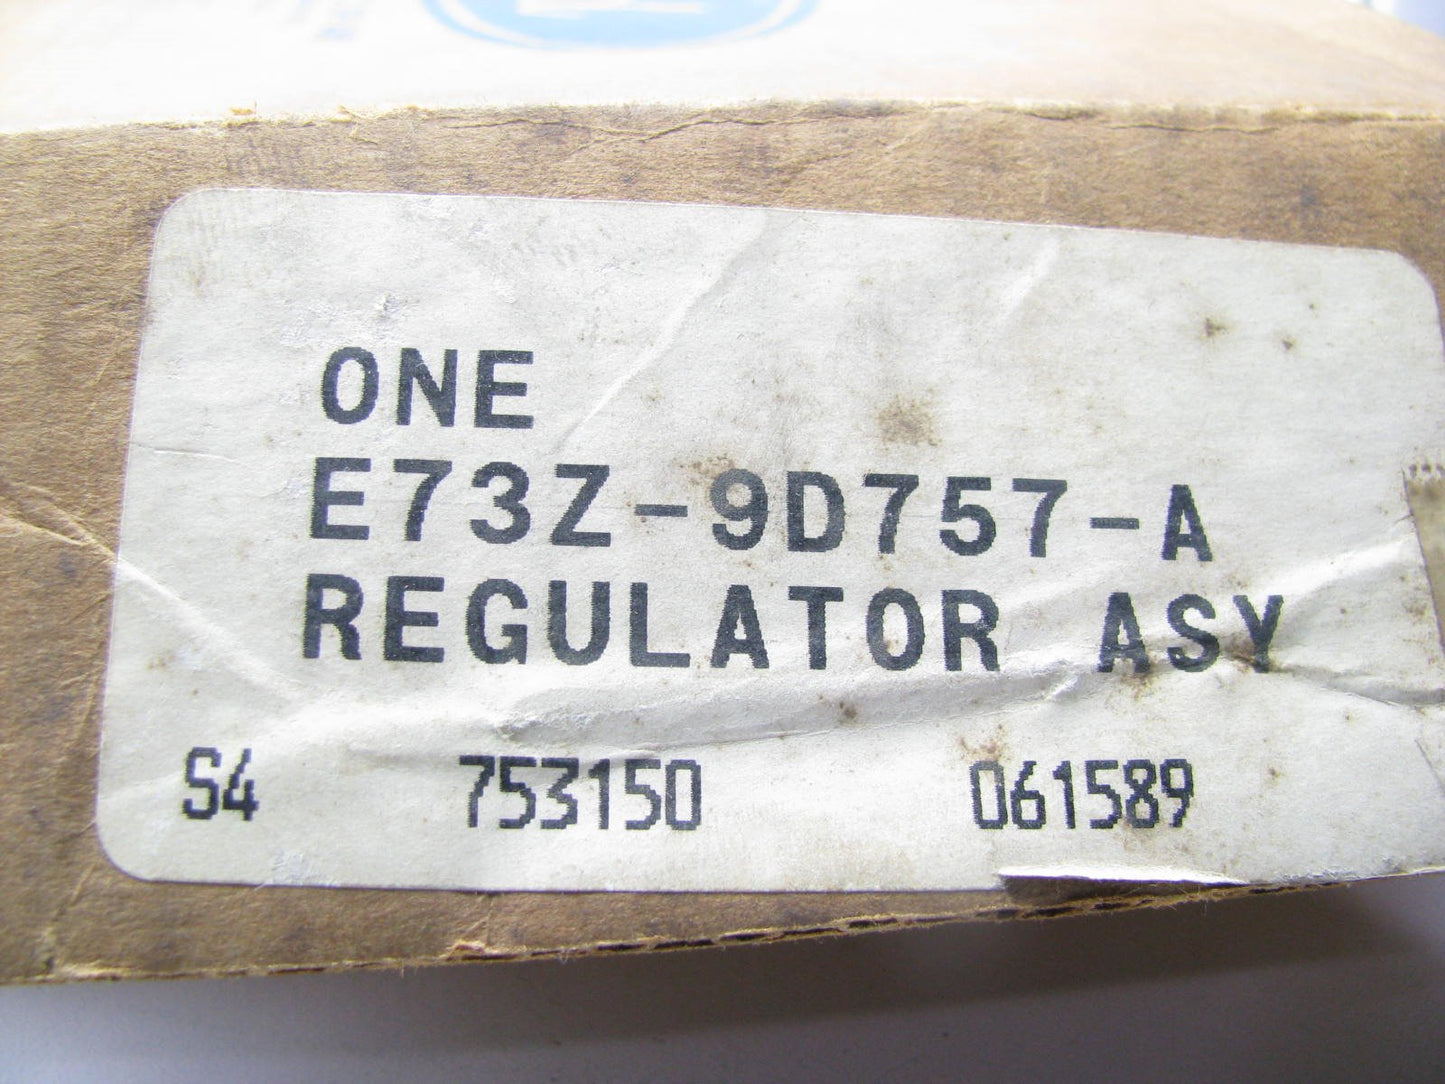 ONE
E73Z-9D757-A
REGULATOR ASY
S4 753150 061589